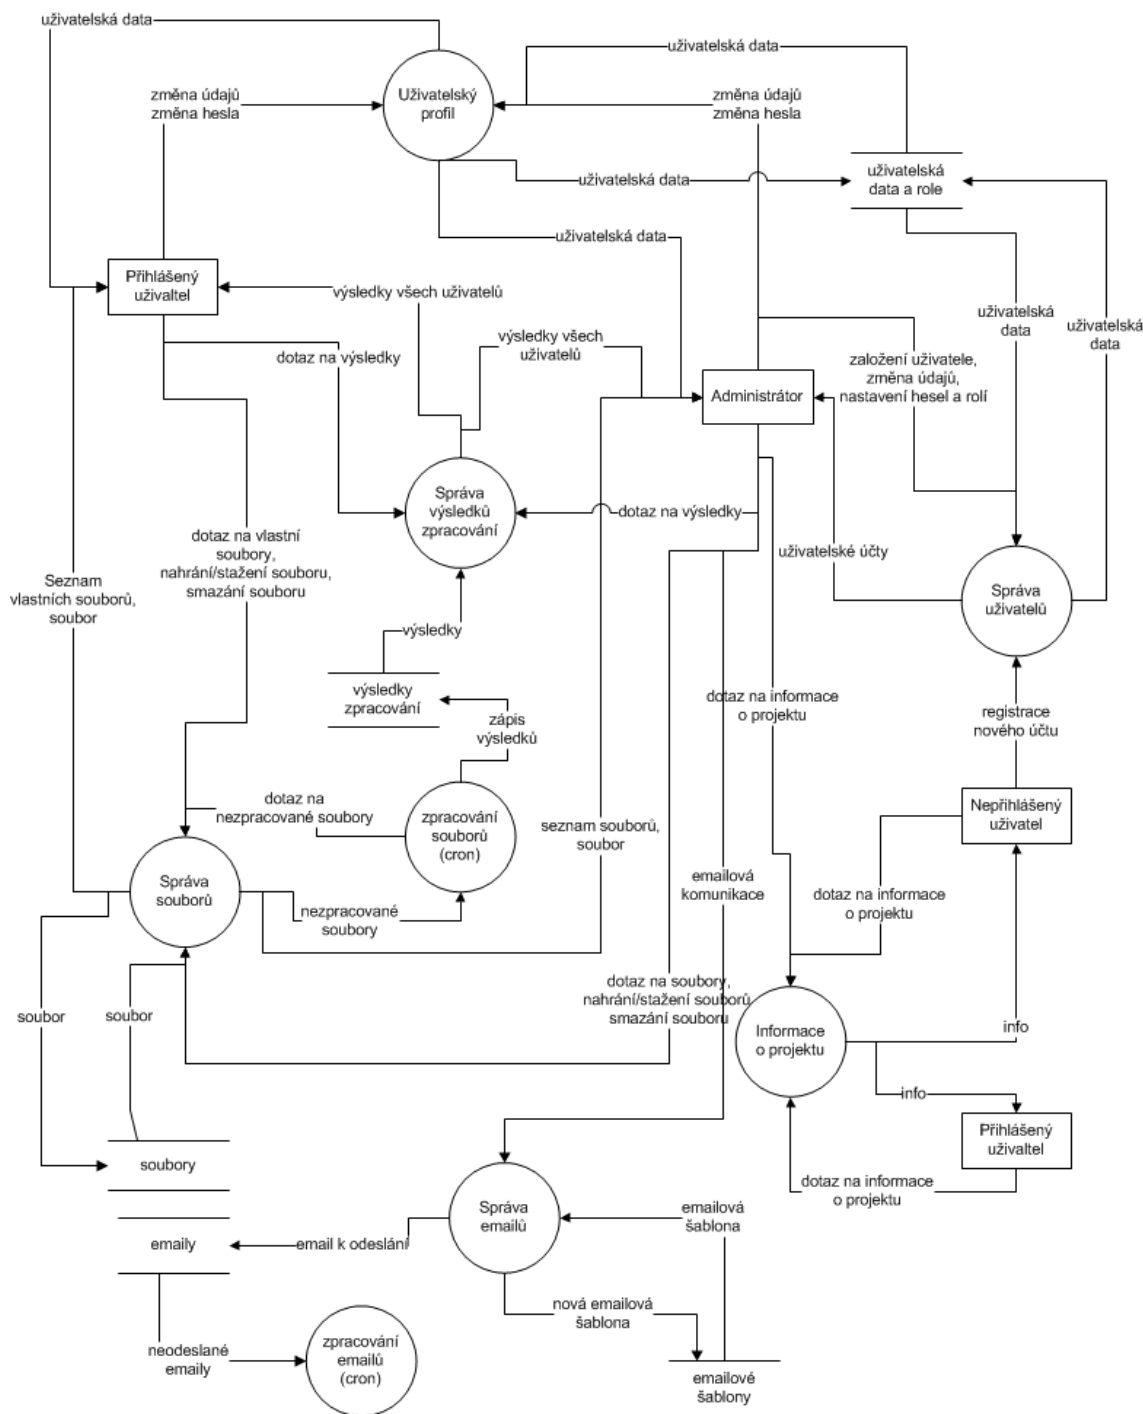 uživatelská data
uživatelská data
změna údajů
změna hesla
Uživatelský
profil
změna údajů
změna hesla
uživatelská data
uživatelská
data a role
uživatelská data
Přihlášený
uživaltel
výsledky všech uživatelů
uživatelská
data
uživatelská
data
výsledky všech
uživatelů
dotaz na výsledky
založení uživatele,
změna údajů,
nastavení hesel a rolí
Administrátor
Správa
výsledků
zpracování
dotaz na výsledky
dotaz na vlastní
soubory,
nahrání/stažení souboru,
smazání souboru
uživatelské účty
Seznam
vlastních souborů,
soubor
Správa
uživatelů
výsledky
výsledky
zpracování
dotaz na informace
o projektu
registrace
nového účtu
zápis
výsledků
dotaz na
nezpracované soubory
zpracování
souborů
(cron)
seznam souborů,
soubor
Nepřihlášený
uživatel
Správa
souborů
emailová
komunikace
dotaz na informace
o projektu
nezpracované
soubory
dotaz na soubory,
nahrání/stažení souborů
smazání souboru
soubor
soubor
Informace
o projektu
info
info
Přihlášený
uživaltel
soubory
dotaz na informace
o projektu
Správa
emailů
emailová
šablona
emaily
email k odeslání
nová emailová
šablona
neodeslané
emaily
zpracování
emailů
(cron)
emailové
šablony